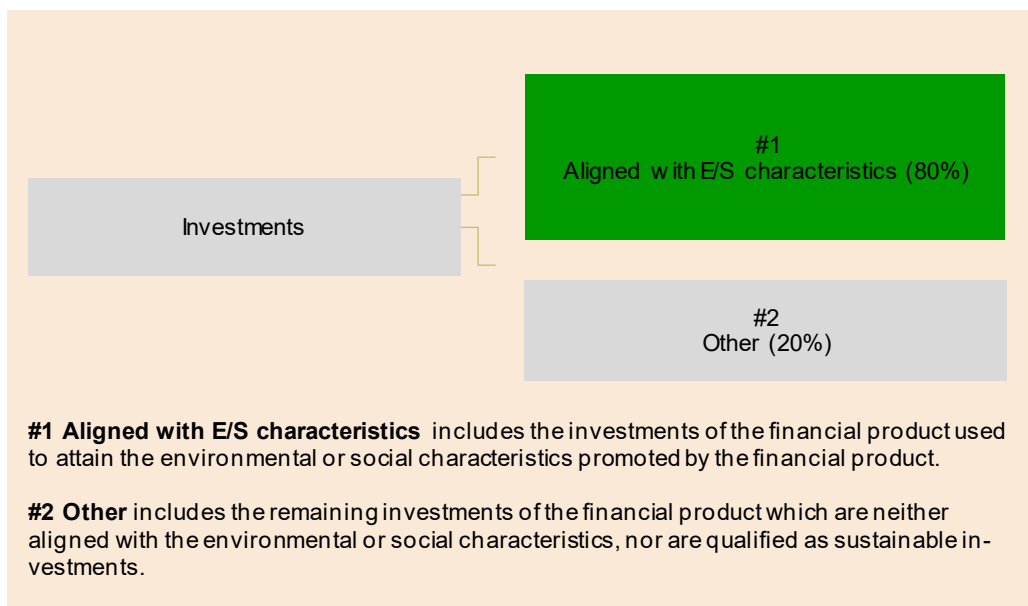 #1
Aligned with E/S characteristics (80%)
Investments
#2
Other (20%)
#1 Aligned with E/S characteristics includes the investments of the financial product used
to attain the environmental or social characteristics promoted by the financial product.
#2 Other includes the remaining investments of the financial product which are neither
aligned with the environmental or social characteristics, nor are qualified as sustainable in-
vestments.